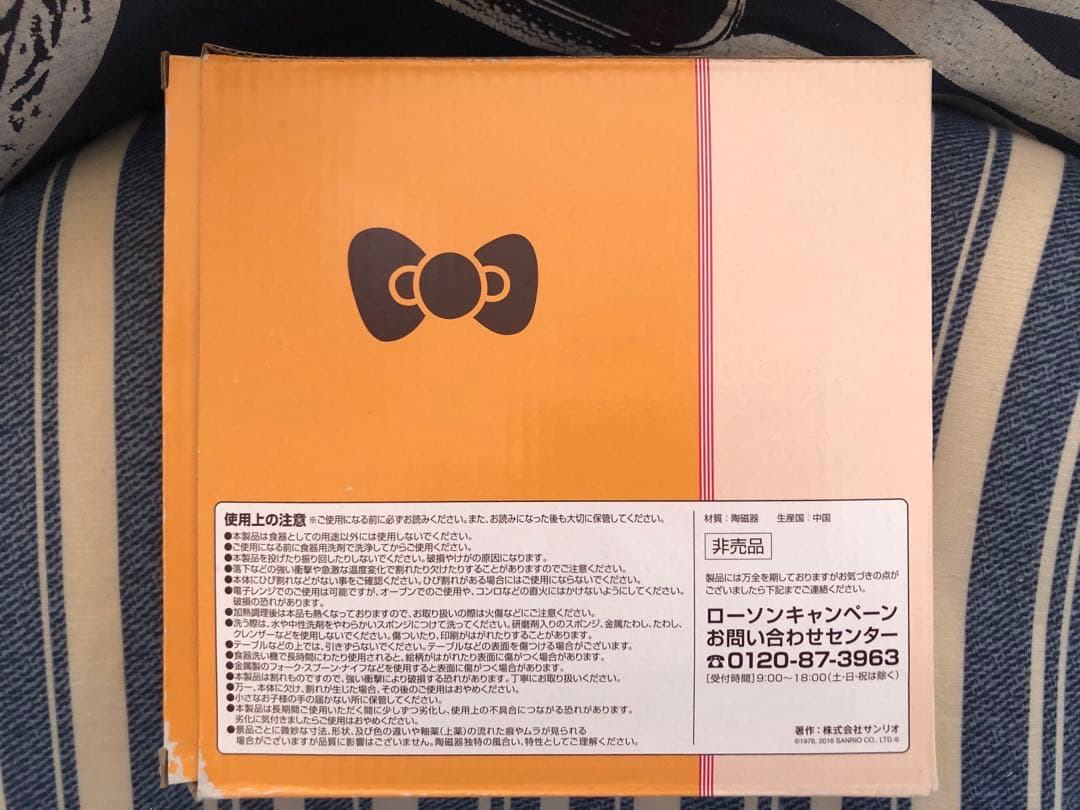 使用上の注意 ※ご使用になる前に必ずお読みください。また、お読みになった後も大切に保管してください。
●本製品は食器としての用途以外には使用しないでください。
●ご使用になる前に食器用洗剤で洗浄してからご使用ください。
●本製品を投げたり振り回したりしないでください。破損やけがの原因になります。
●落下などの強い衝撃や急激な温度変化で割れたり欠けたりすることがありますのでご注意ください。
●本体にひび割れなどがない事をご確認ください。ひび割れがある場合にはご使用にならないでください。
●電子レンジでのご使用は可能ですが、オーブンでのご使用や、コンロなどの直火にはかけないようにしてください。
破損の恐れがあります。
●加熱調理後は本品も熱くなっておりますので、お取り扱いの際は火傷などにご注意ください。
●洗う際は、水や中性洗剤をやわらかいスポンジにつけて洗ってください。研磨剤入りのスポンジ、金属たわし、たわし、
クレンザーなどを使用しないでください。傷ついたり、印刷がはがれたりすることがあります。
●テーブルなどの上では、引きずらないでください。テーブルなどの表面を傷つける場合がございます。
●食器洗い機で長時間にわたり使用されると、絵柄がはがれたり表面に傷がつく場合があります。
●金属製のフォーク・スプーン・ナイフなどを使用すると表面に傷がつく場合があります。
●本製品は割れものですので、強い衝撃により破損する恐れがあります。丁寧にお取り扱いください。
●万一、本体に欠け、割れが生じた場合、その後のご使用はおやめください。
●小さなお子様の手の届かない所に保管してください。
●本製品は長期間ご使用いただく間に少しずつ劣化し、使用上の不具合につながる恐れがあります。
劣化に気付きましたらご使用はおやめください。
●景品ごとに微妙な寸法、形状、及び色の違いや釉薬(上薬)の流れた痕やムラが見られる
場合がございますが品質に影響はございません。陶磁器独特の風合い、特性としてご理解ください。
材質:陶磁器 生産国:中国
非売品
製品には万全を期しておりますがお気づきの点が
ございましたら下記までご連絡ください。
ローソンキャンペーン
お問い合わせセンター
☎0120-87-3963
[受付時間]9:00〜18:00(土・日・祝は除く)
著作:株式会社サンリオ
©1976, 2016 SANRIO CO., LTD.®